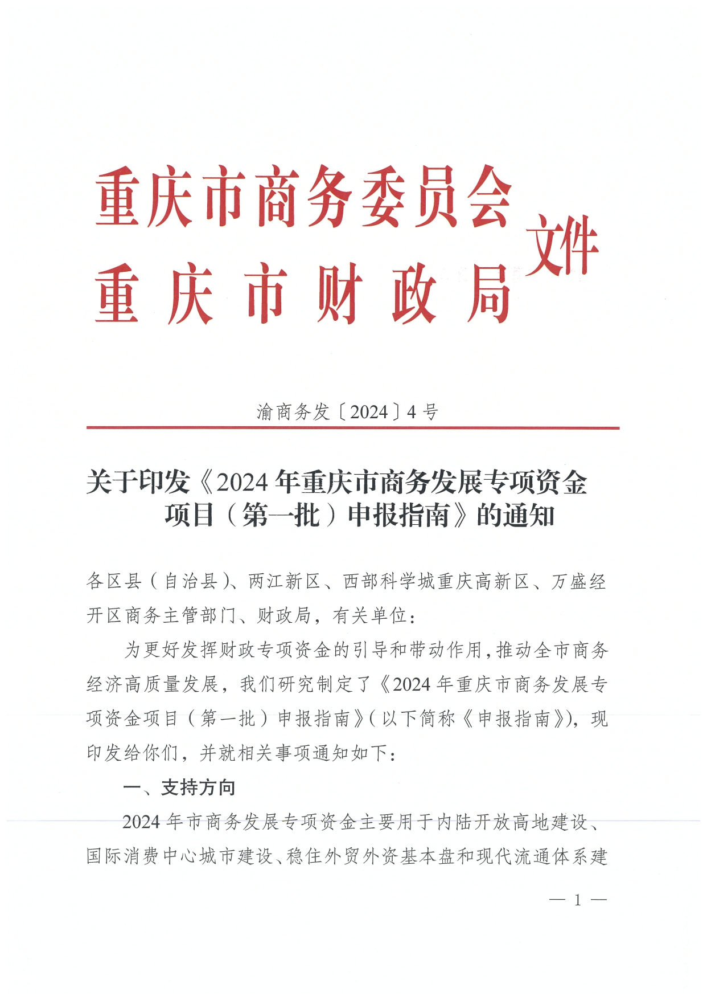 重庆市商务委员会
文件
重庆市财政局
渝商务发〔2024〕4 号
关于印发《2024 年重庆市商务发展专项资金
项目（第一批）申报指南》的通知
各区县（自治县）、两江新区、西部科学城重庆高新区、万盛经
开区商务主管部门、财政局，有关单位：
为更好发挥财政专项资金的引导和带动作用，推动全市商务
经济高质量发展，我们研究制定了《2024 年重庆市商务发展专
项资金项目（第一批）申报指南》（以下简称《申报指南》），现
印发给你们，并就相关事项通知如下：
一、支持方向
2024 年市商务发展专项资金主要用于内陆开放高地建设、
国际消费中心城市建设、稳住外贸外资基本盘和现代流通体系建
— 1 —